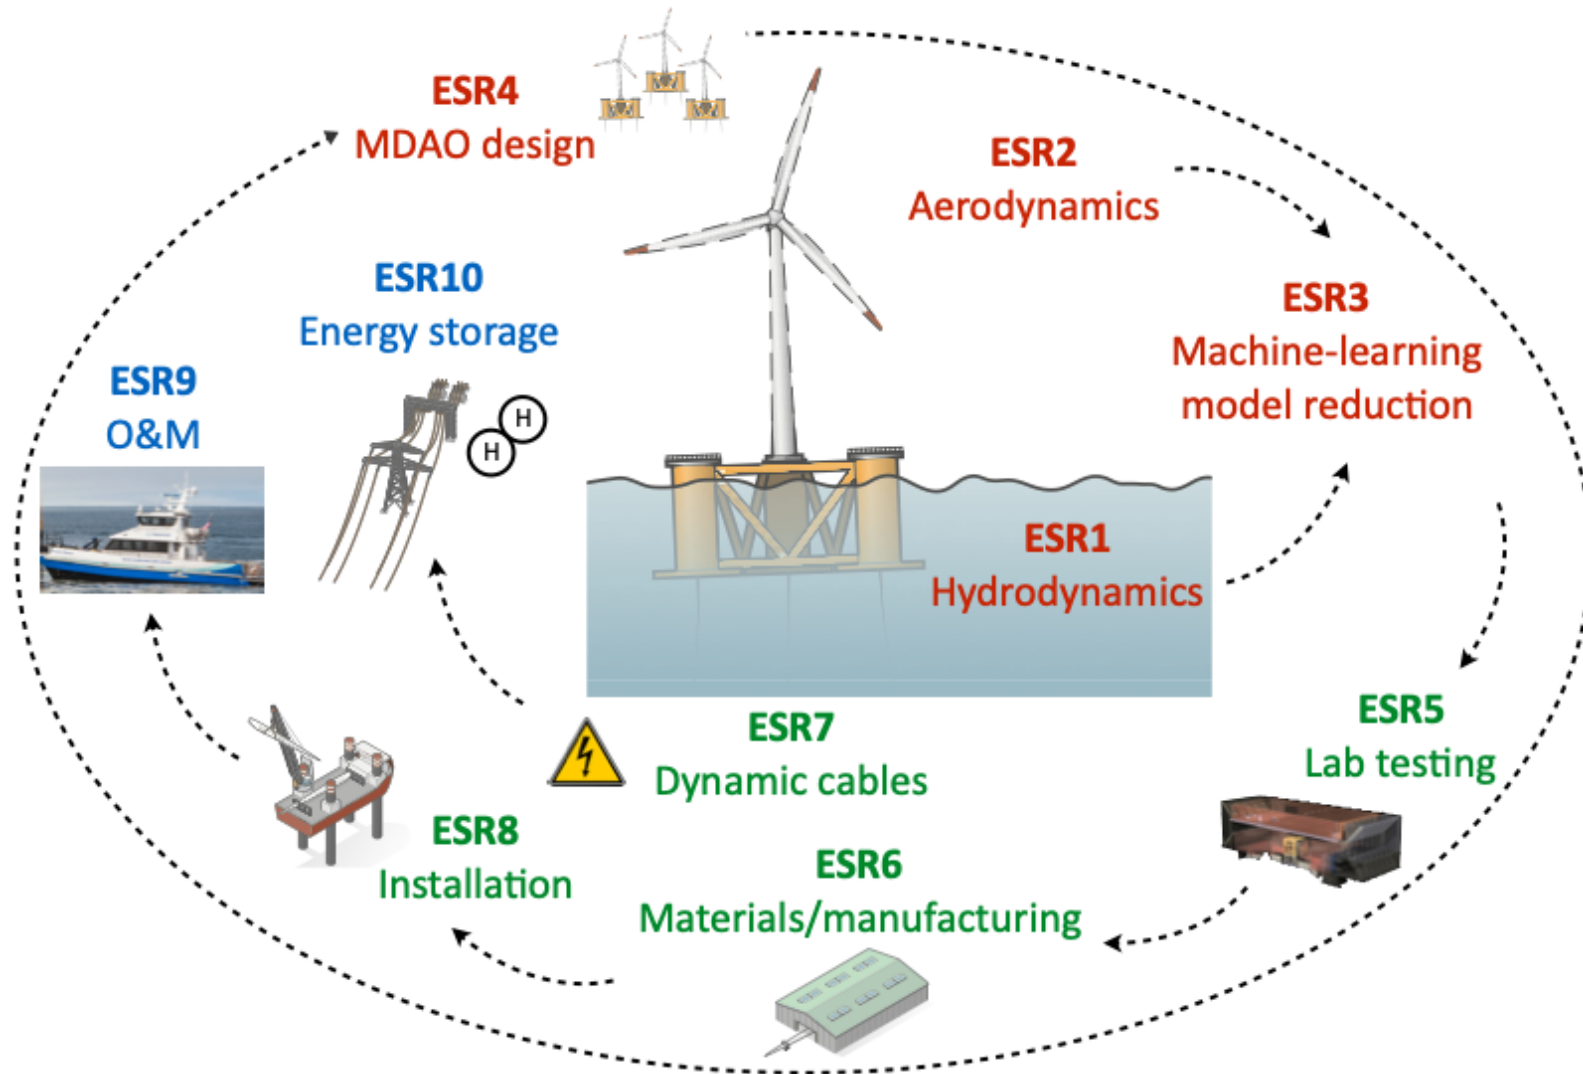 ESR4
MDAO design
ESR2
Aerodynamics
ESR10
Energy storage
ESR3
Machine-learning
model reduction
ESR9
O&M
H
H
ESR1
Hydrodynamics
ESR7
Dynamic cables
ESR5
Lab testing
ESR8
Installation
ESR6
Materials/manufacturing